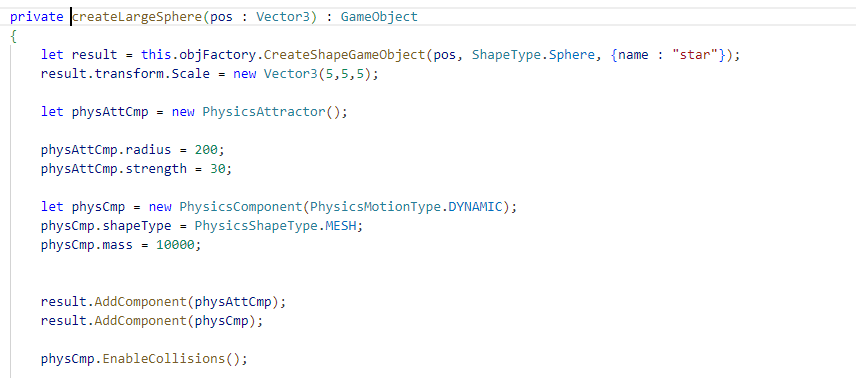 private createLargeSphere(pos : Vector3) : GameObject
{
    let result = this.objFactory.CreateShapeGameObject(pos, ShapeType.Sphere, {name : "star"});
    result.transform.Scale = new Vector3(5,5,5);

    let physAttCmp = new PhysicsAttractor();

    physAttCmp.radius = 200;
    physAttCmp.strength = 30;

    let physCmp = new PhysicsComponent(PhysicsMotionType.DYNAMIC);
    physCmp.shapeType = PhysicsShapeType.MESH;
    physCmp.mass = 10000;


    result.AddComponent(physAttCmp);
    result.AddComponent(physCmp);

    physCmp.EnableCollisions();